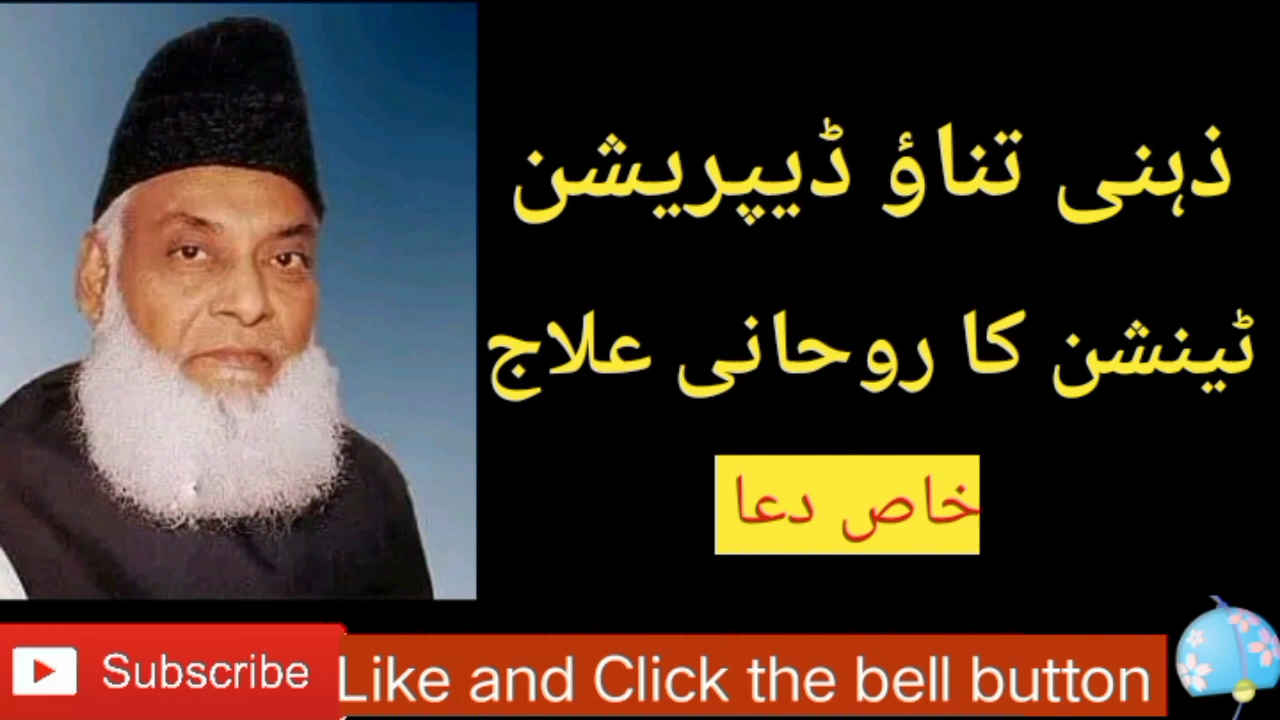 ذہنی تناؤ ڈیپریشن
ٹینشن کا روحانی علاج
خاص دعا
Subscribe
Like and Click the bell button